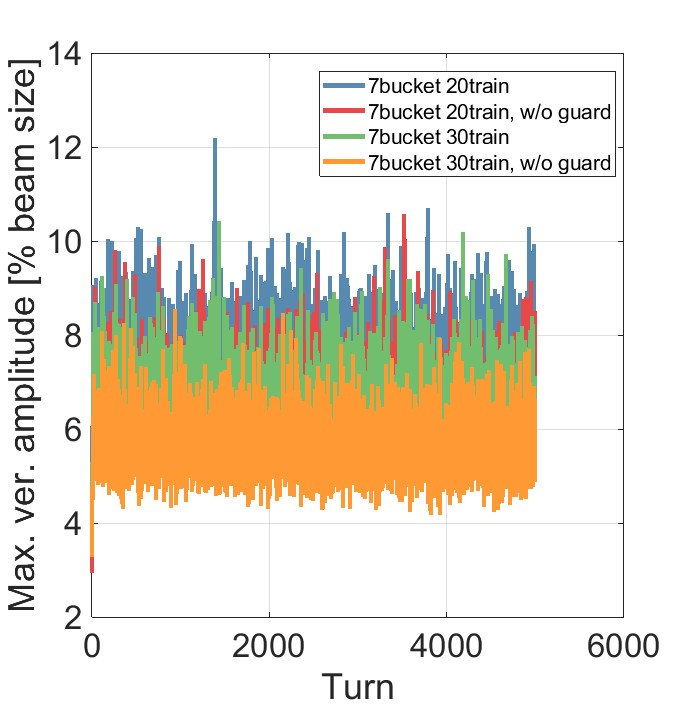 14
12
10
8
6
4
2
0
2000
4000
6000
Max. ver. amplitude [% beam size]
Turn
7bucket 20train
7bucket 20train, w/o guard
7bucket 30train
7bucket 30train, w/o guard